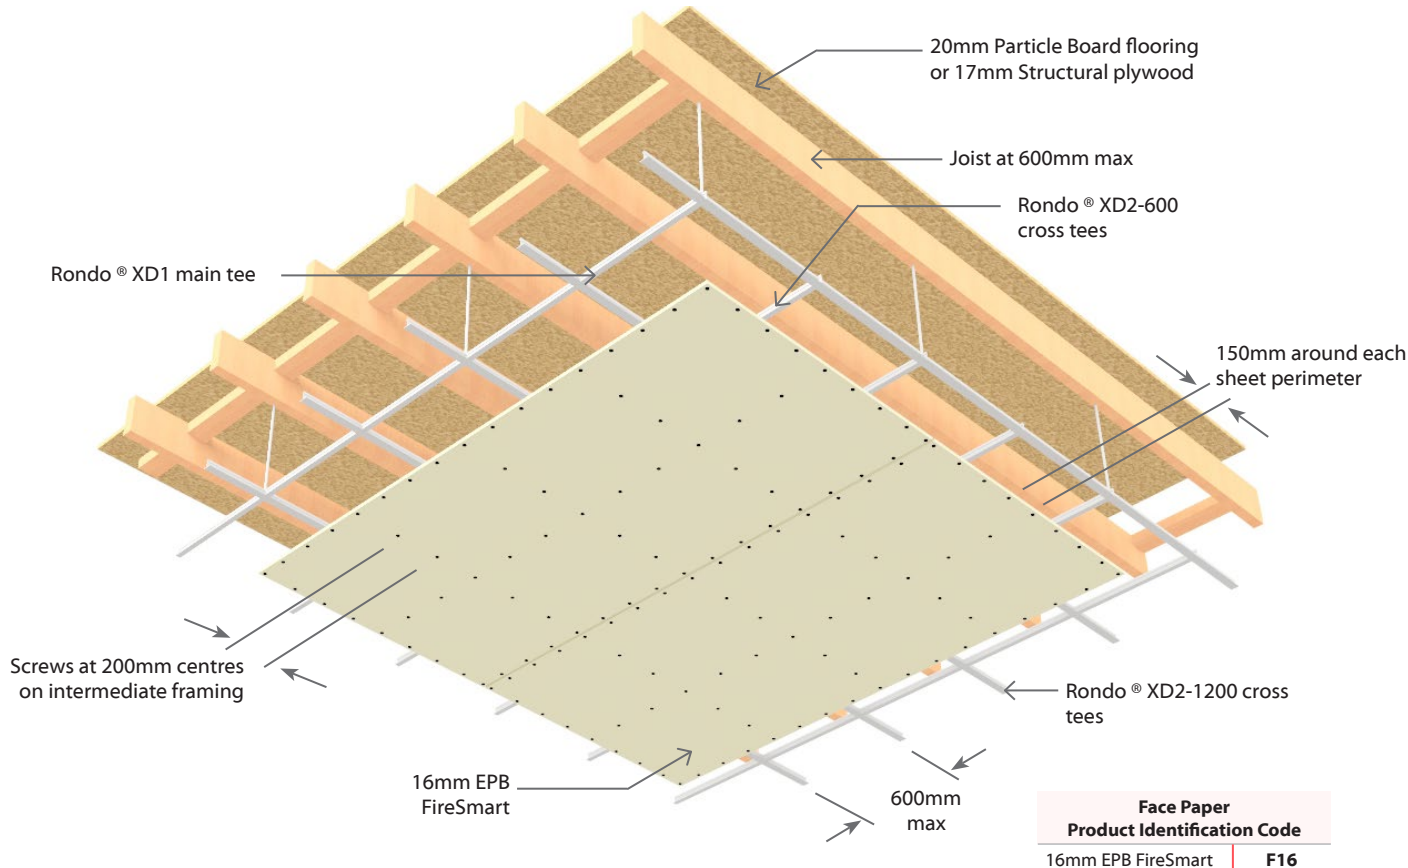 20mm Particle Board flooring
or 17mm Structural plywood
Joist at 600mm max
Rondo ® XD2-600
cross tees
Rondo ® XD1 main tee
150mm around each
sheet perimeter
Screws at 200mm centres
on intermediate framing
Rondo ® XD2-1200 cross
tees
16mm EPB
FireSmart
600mm
max
Face Paper
Product Identification Code
16mm EPB FireSmart F16